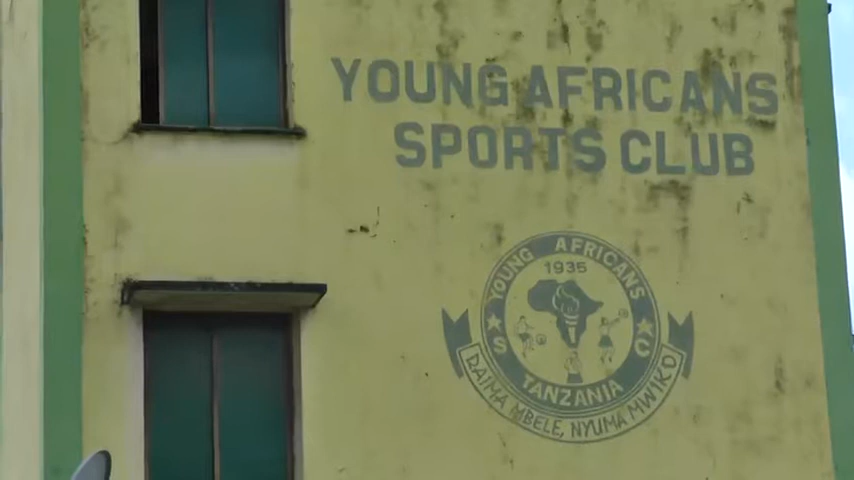 YOUNG AFRICANS
SPORTS CLUB
YOUNG AFRICANS
1935
S C
TANZANIA
DAIMA MBELE, NYUMA MWIKO